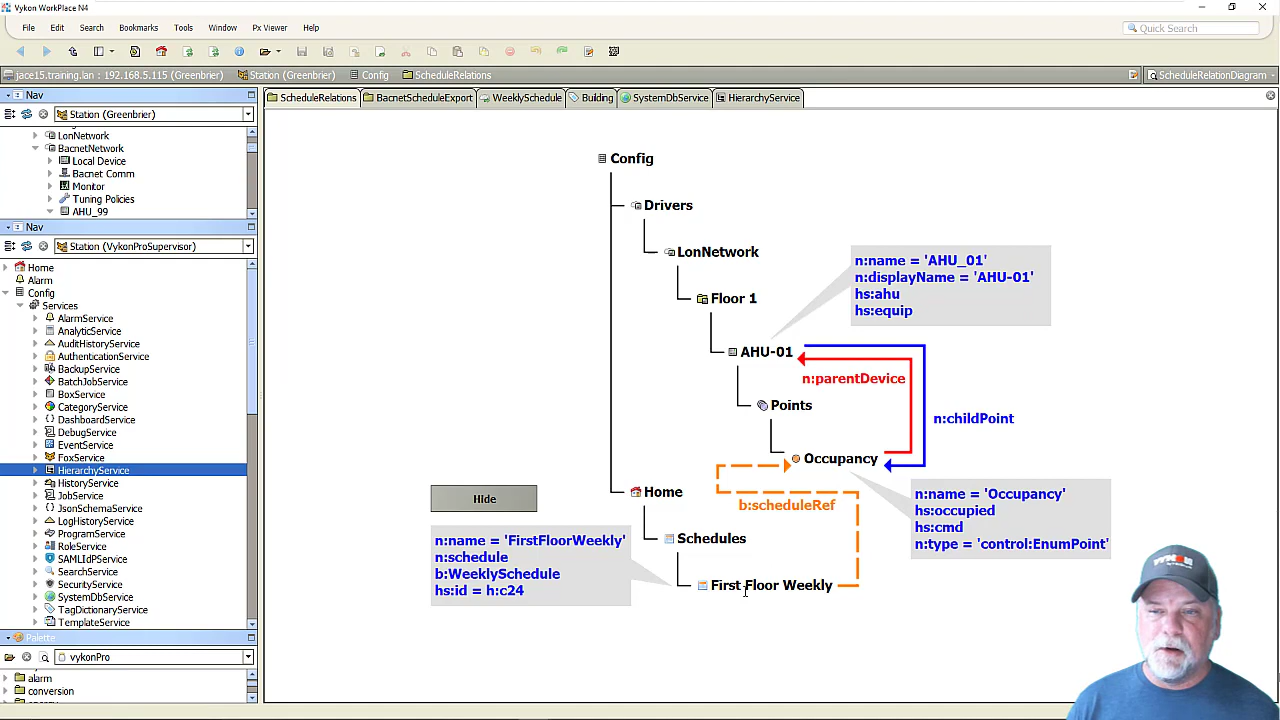 Vykon WorkPlace N4
File Edit Search Bookmarks Tools Window Px Viewer Help
Quick Search
jace15.training.lan : 192.168.5.115 (Greenbrier) Station (Greenbrier) Config ScheduleRelations ScheduleRelationDiagram
Nav
Station (Greenbrier)
LonNetwork
BacnetNetwork
Local Device
Bacnet Comm
Monitor
Tuning Policies
AHU_99
Nav
Station (VykonProSupervisor)
Home
Alarm
Config
Services
AlarmService
AnalyticService
AuditHistoryService
AuthenticationService
BackupService
BatchJobService
BoxService
CategoryService
DashboardService
DebugService
EventService
FoxService
HierarchyService
HistoryService
JobService
JsonSchemaService
LogHistoryService
ProgramService
RoleService
SAMLIdPService
SearchService
SecurityService
TagDictionaryService
TemplateService
Palette
vykonPro
alarm
conversion
ScheduleRelations BacnetScheduleExport WeeklySchedule Building SystemDbService HierarchyService
Config
Drivers
LonNetwork
Floor 1
AHU-01
Points
Occupancy
Home
Schedules
First Floor Weekly
n:name = 'AHU_01'
n:displayName = 'AHU-01'
hs:ahu
hs:equip
n:parentDevice
n:childPoint
b:scheduleRef
n:name = 'Occupancy'
hs:occupied
hs:cmd
n:type = 'control:EnumPoint'
Hide
n:name = 'FirstFloorWeekly'
n:schedule
b:WeeklySchedule
hs:id = h:c24